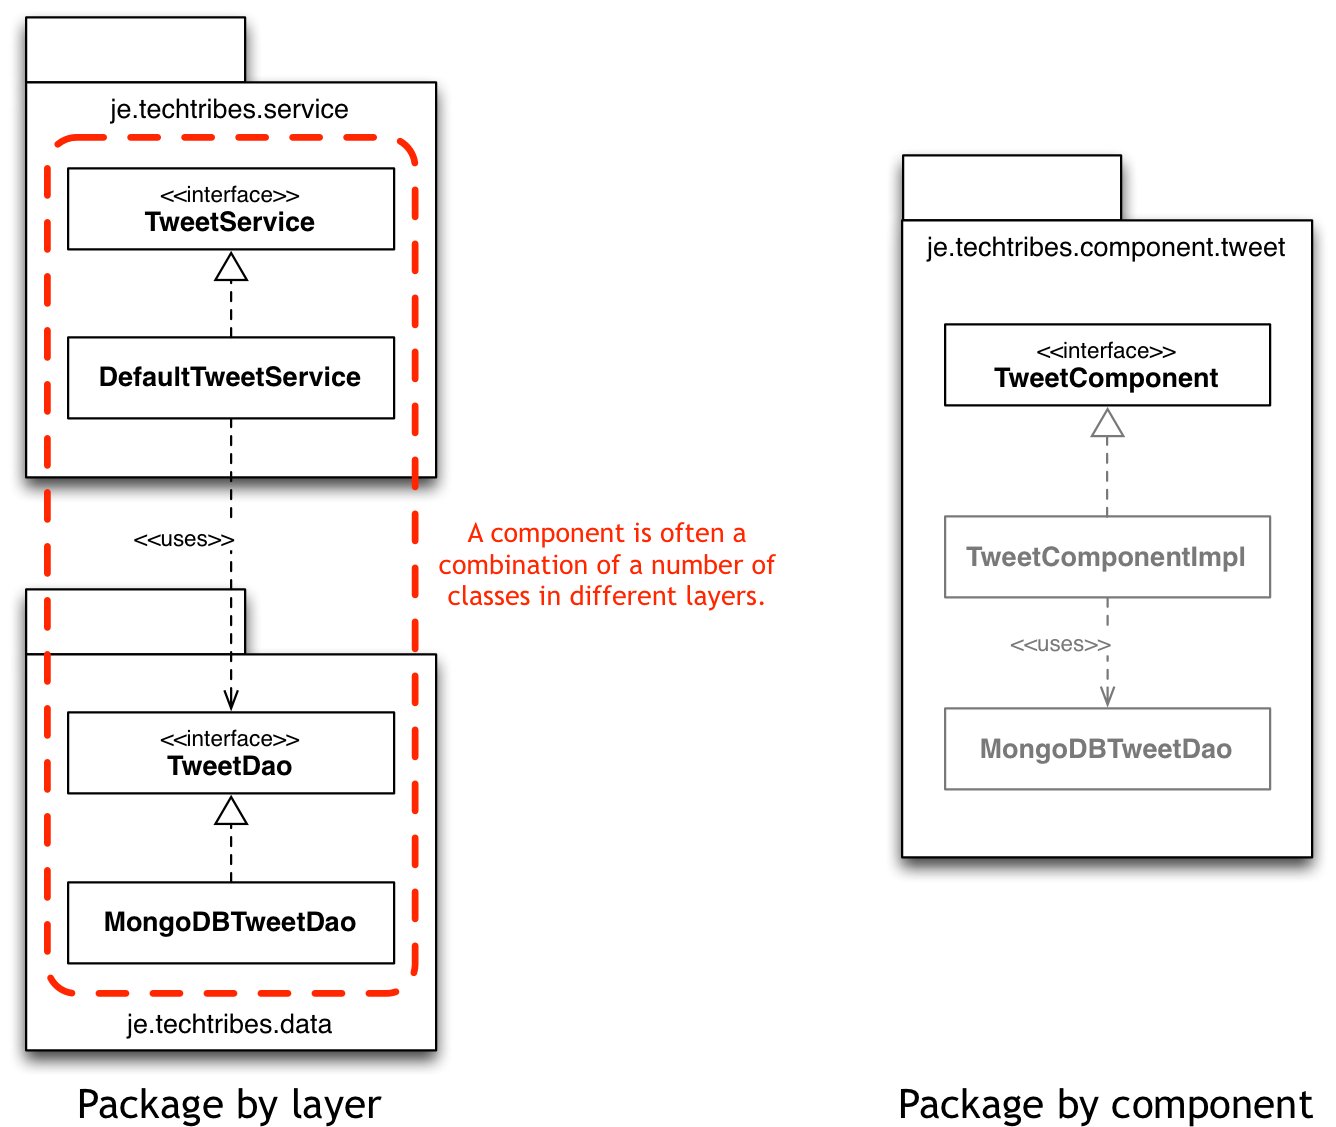 je.techtribes.service
<<interface>>
TweetService
DefaultTweetService
<<uses>>
<<interface>>
TweetDao
MongoDBTweetDao
je.techtribes.data
Package by layer
A component is often a
combination of a number of
classes in different layers.
je.techtribes.component.tweet
<<interface>>
TweetComponent
TweetComponentImpl
<<uses>>
MongoDBTweetDao
Package by component